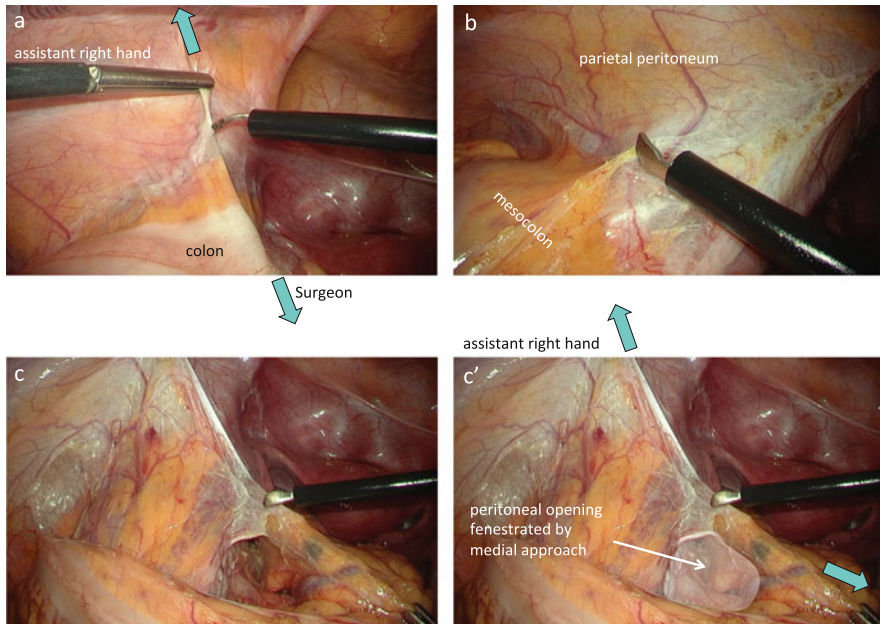 a
assistant right hand
colon
b
parietal peritoneum
mesocolon
Surgeon
assistant right hand
c
c’
peritoneal opening
fenestrated by
medial approach